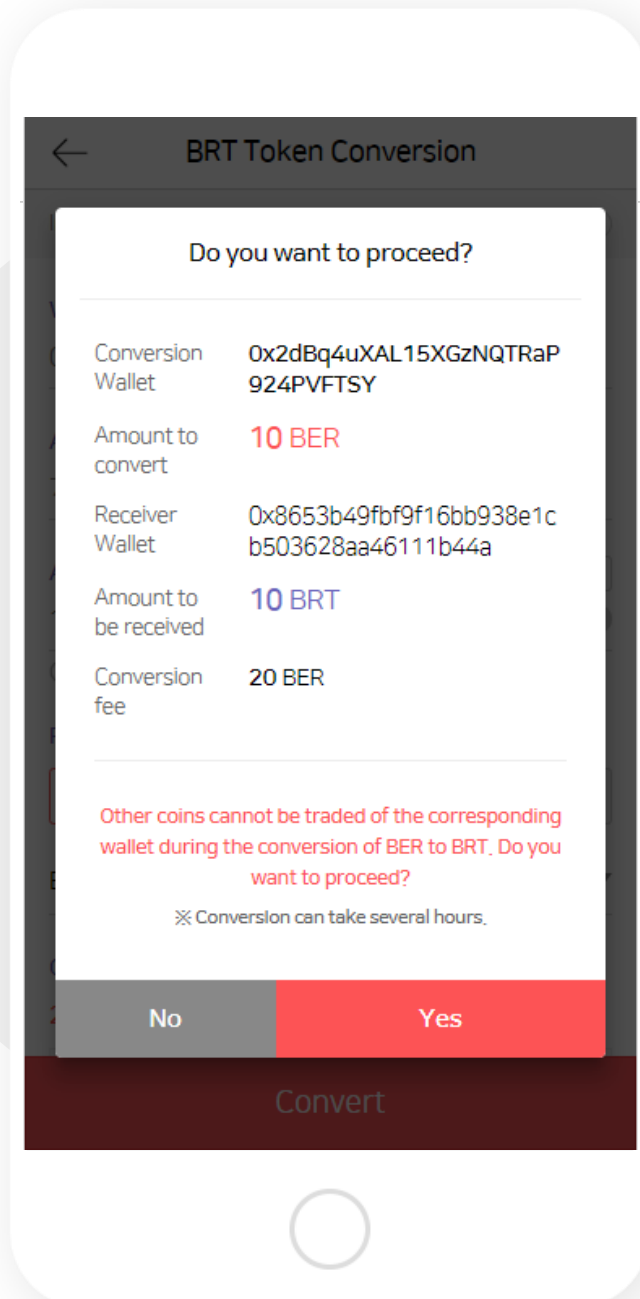 BRT Token Conversion
Do you want to proceed?
Conversion
Wallet
0x2dBq4uXAL15XGzNQTRaP
924PVFTSY
Amount to
convert
10 BER
Receiver
Wallet
0x8653b49fbf9f16bb938e1c
b503628aa46111b44a
Amount to
be received
10 BRT
Conversion
fee
20 BER
Other coins cannot be traded of the corresponding
wallet during the conversion of BER to BRT. Do you
want to proceed?
※ Conversion can take several hours.
No
Yes
Convert